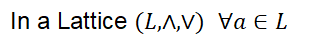 In a Lattice (𝐿,∧,∨) ∀𝑎 ∈ 𝐿